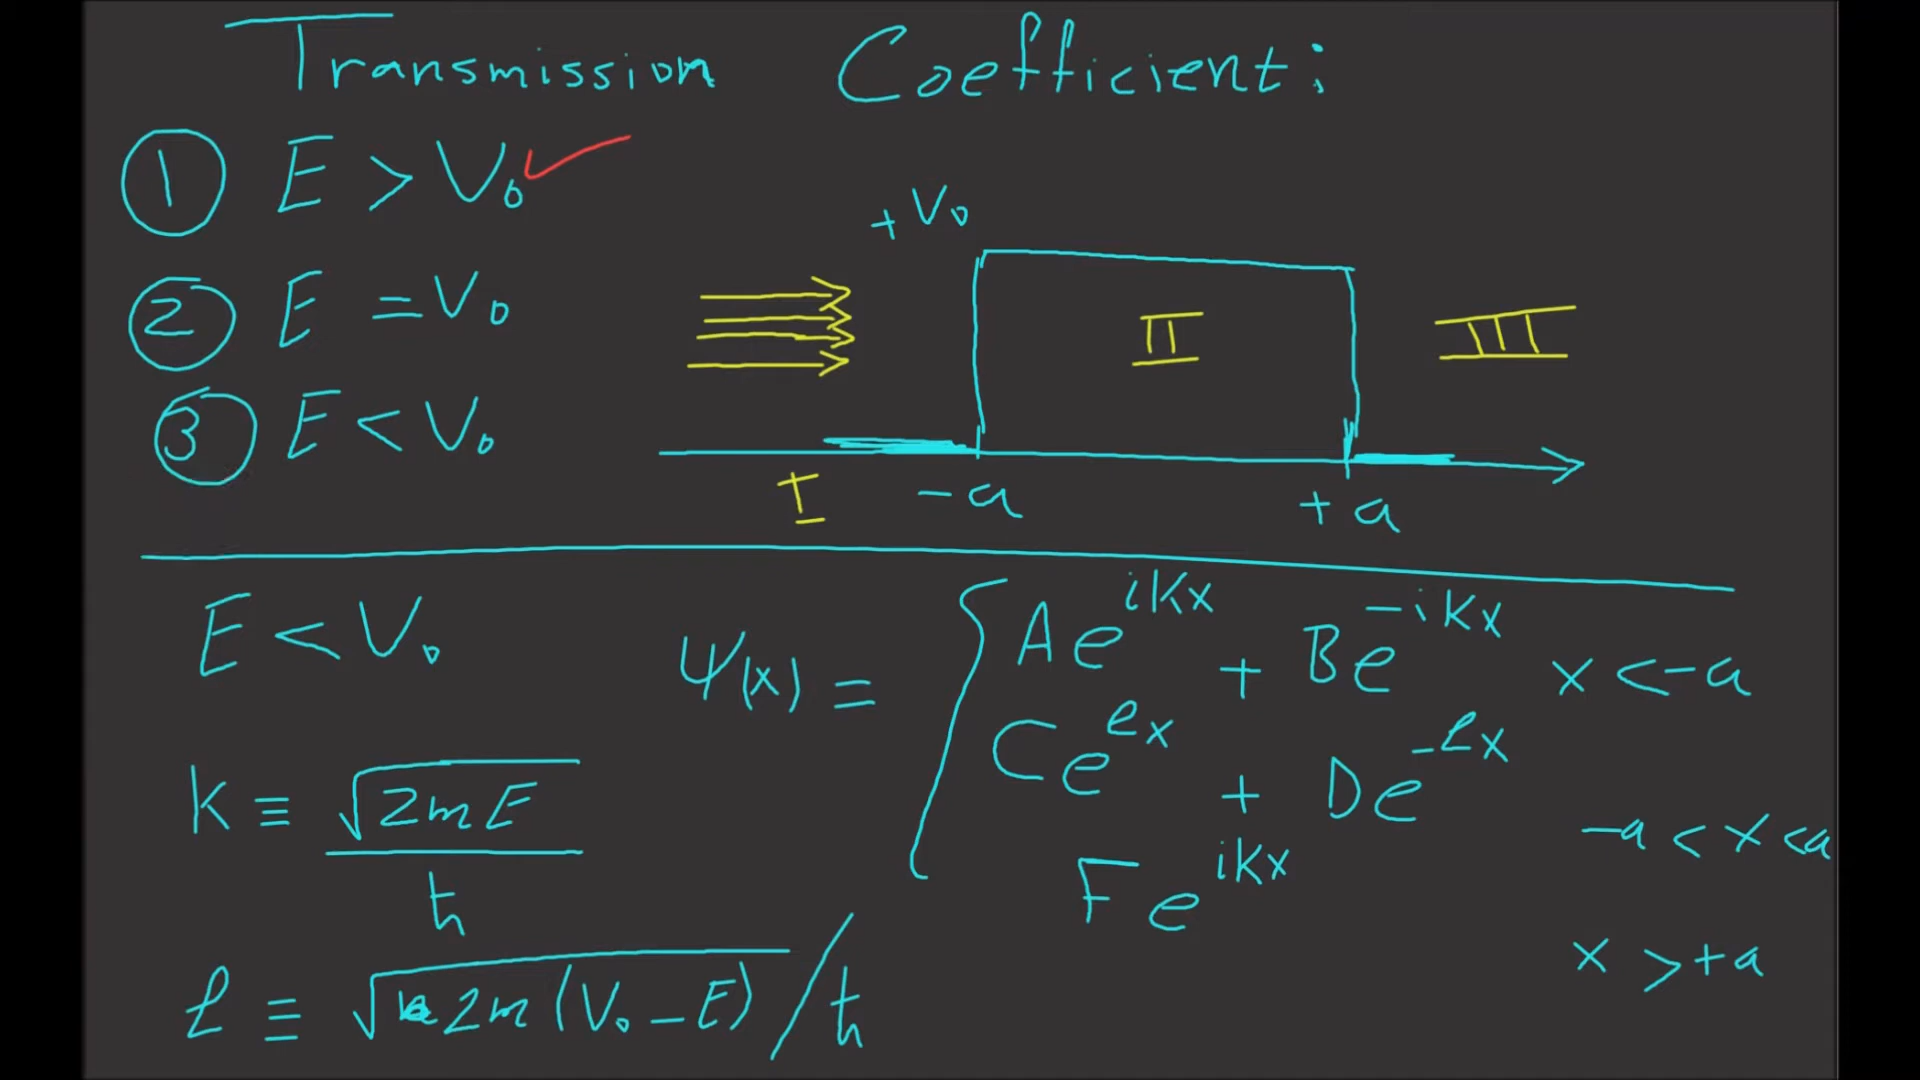 Transmission Coefficient:
① E > V₀ ✓
+V₀
② E = V₀
II
III
③ E < V₀
I
-a
+a
E < V₀
ψ(x) = { Ae^{ikx} + Be^{-ikx} x < -a
Ce^{ℓx} + De^{-ℓx} -a < x < a
Fe^{ikx} x > +a
k ≡ √(2mE) / ħ
ℓ ≡ √(2m(V₀ - E)) / ħ